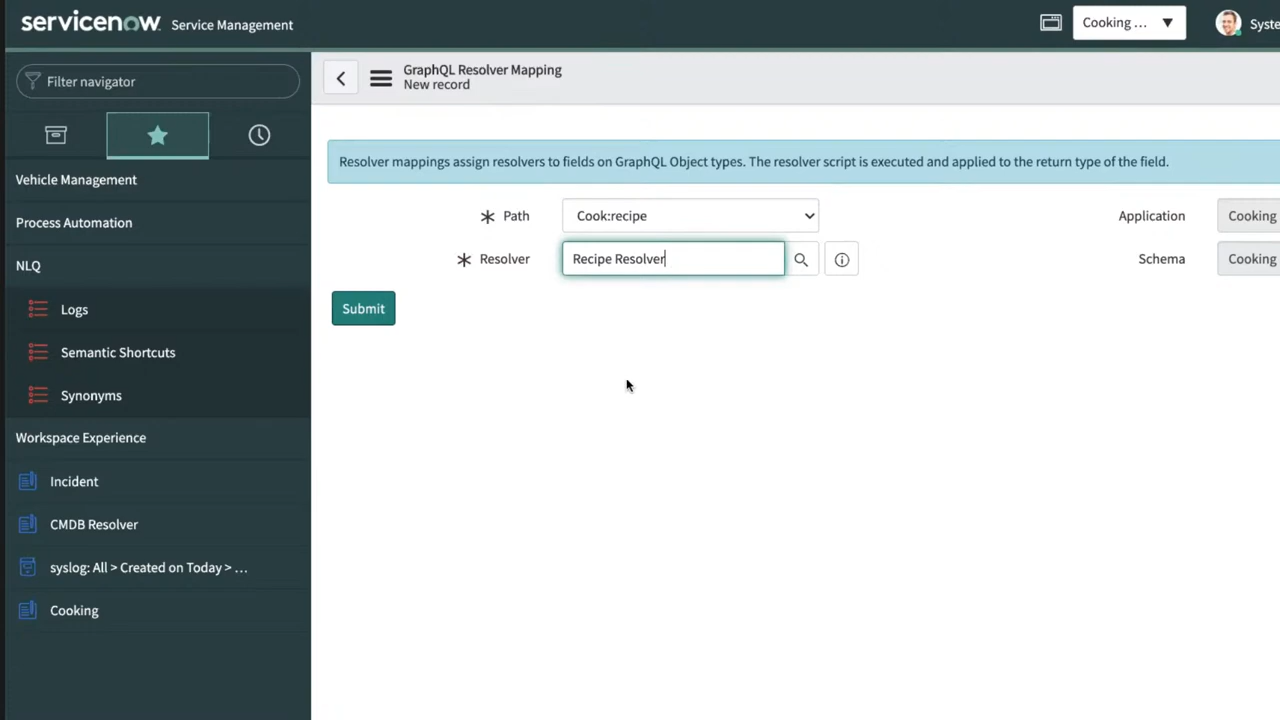 servicenow Service Management
Cooking ... ▼
Syste
Filter navigator
Vehicle Management
Process Automation
NLQ
Logs
Semantic Shortcuts
Synonyms
Workspace Experience
Incident
CMDB Resolver
syslog: All > Created on Today > ...
Cooking
GraphQL Resolver Mapping
New record
Resolver mappings assign resolvers to fields on GraphQL Object types. The resolver script is executed and applied to the return type of the field.
Path Cook:recipe
Application Cooking
Resolver Recipe Resolver
Schema Cooking
Submit